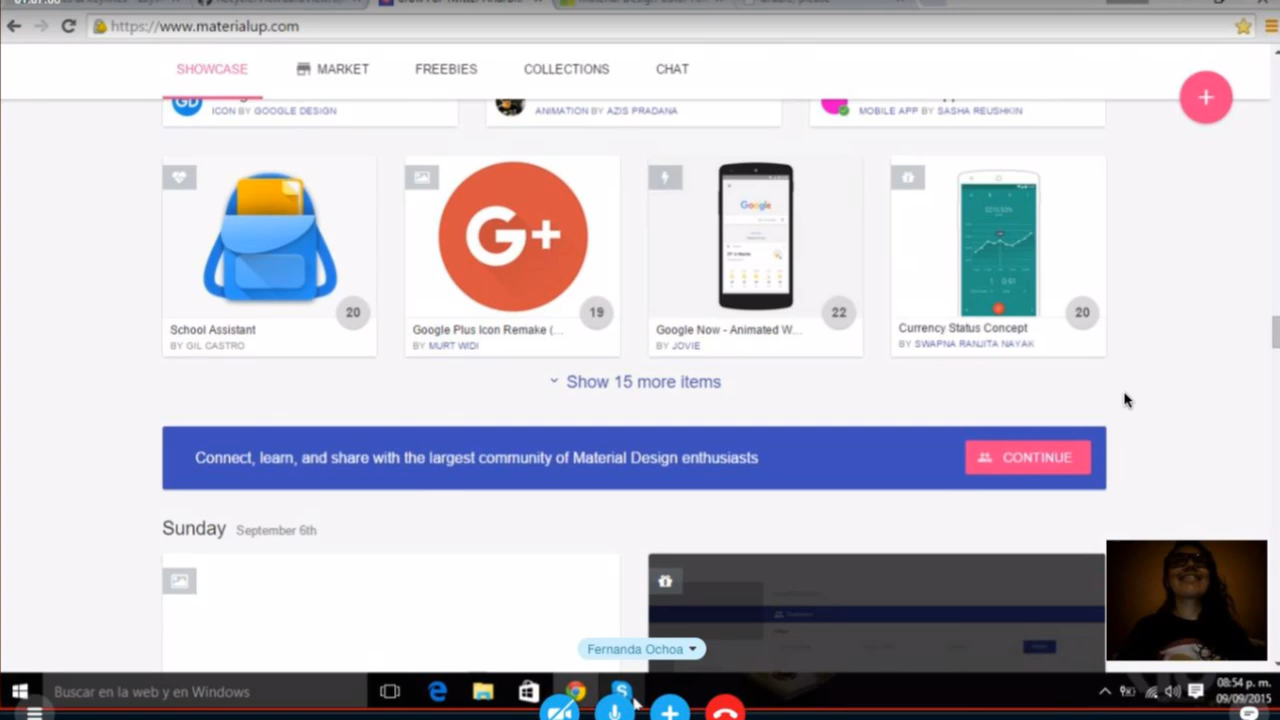 https://www.materialup.com
SHOWCASE MARKET FREEBIES COLLECTIONS CHAT
+
GD ICON BY GOOGLE DESIGN
ANIMATION BY AZIS PRADANA
MOBILE APP BY SASHA REUSHKIN
G+
Google
20
19
22
20
School Assistant
BY GIL CASTRO
Google Plus Icon Remake (...
BY MURT WIDI
Google Now - Animated W...
BY JOVIE
Currency Status Concept
BY SWAPNA RANJITA NAYAK
Show 15 more items
Connect, learn, and share with the largest community of Material Design enthusiasts
CONTINUE
Sunday September 6th
Fernanda Ochoa
Buscar en la web y en Windows
08:54 p. m.
09/09/2015